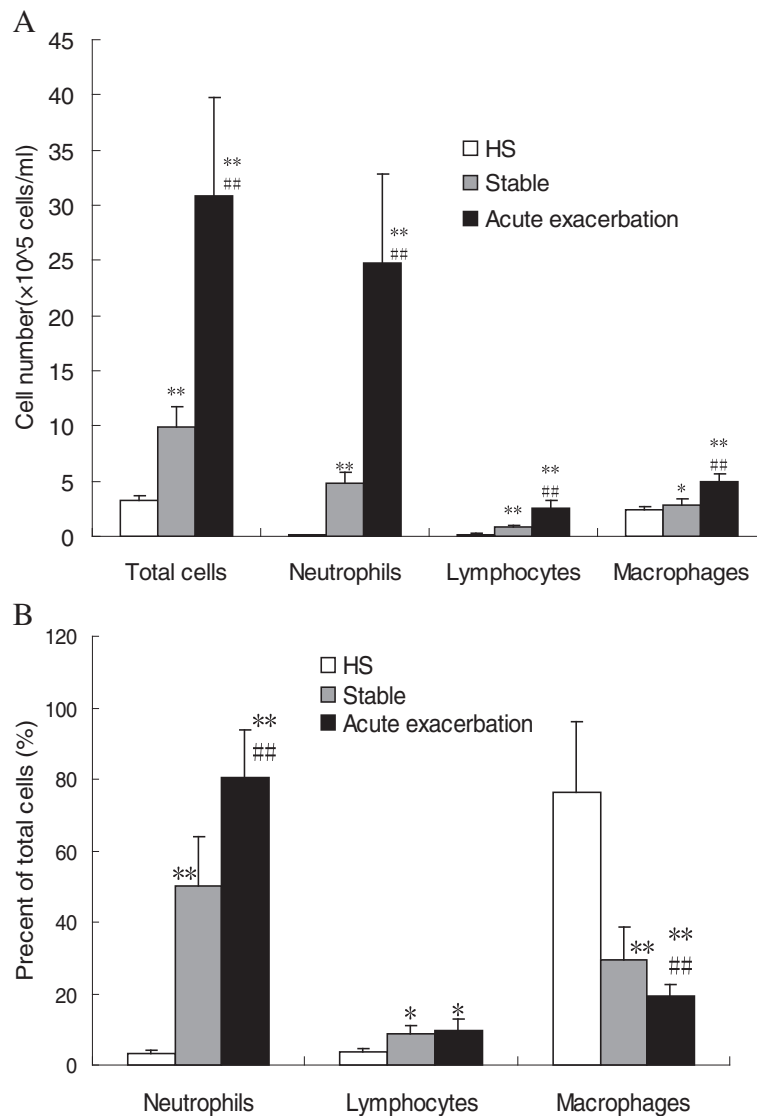 A
Cell number(×10^5 cells/ml)
45
40
35
30
25
20
15
10
5
0
HS
Stable
Acute exacerbation
**
**
##
**
**
##
**
**
##
*
**
##
Total cells
Neutrophils
Lymphocytes
Macrophages
B
Precent of total cells (%)
120
100
80
60
40
20
0
HS
Stable
Acute exacerbation
**
**
##
*
*
**
**
##
Neutrophils
Lymphocytes
Macrophages